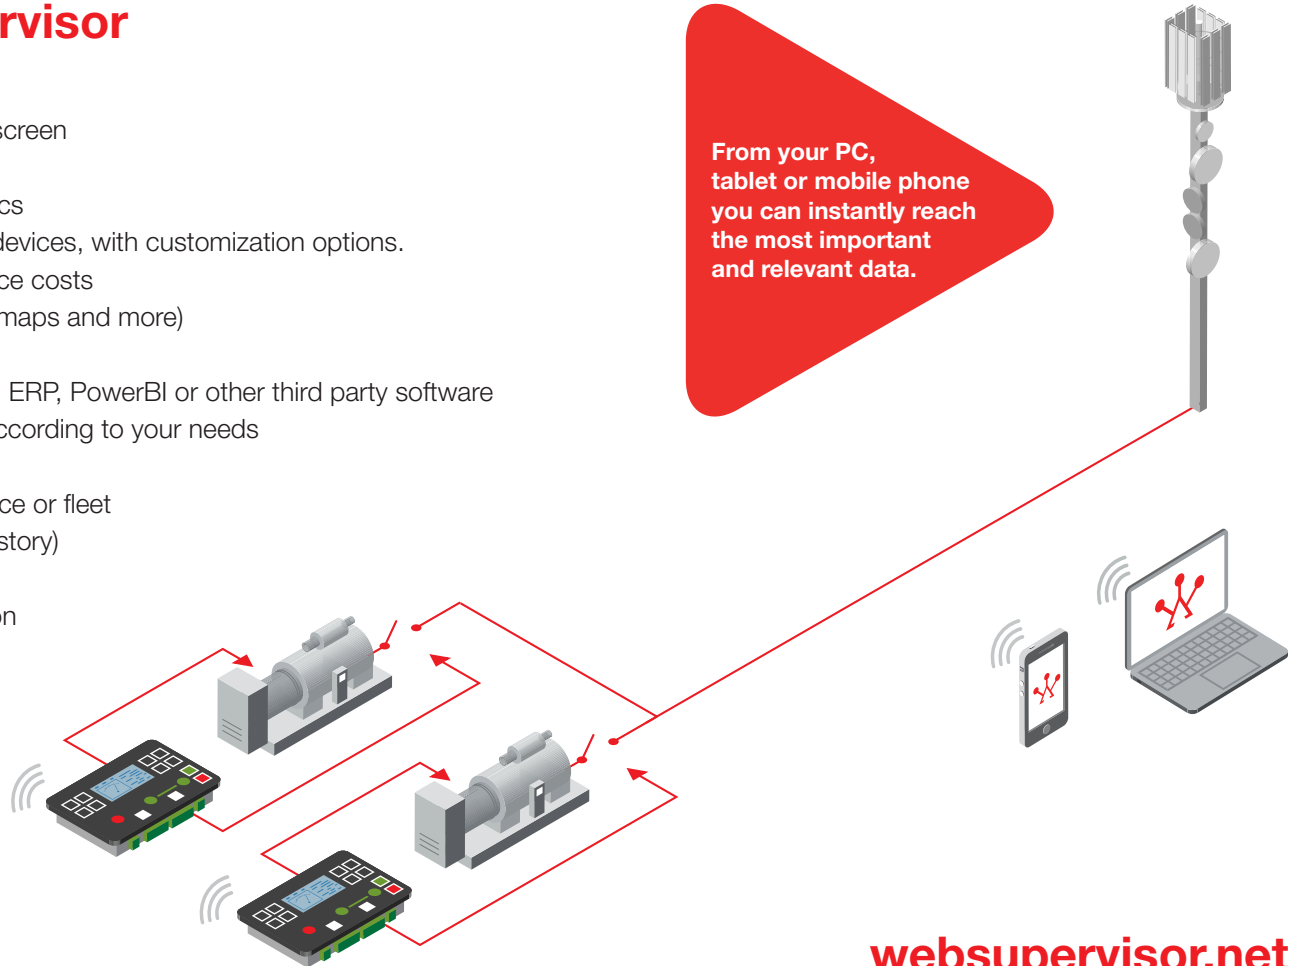 rvisor
screen
cs
devices, with customization options.
ce costs
maps and more)
ERP, PowerBI or other third party software
ccording to your needs
ce or fleet
story)
on
From your PC,
tablet or mobile phone
you can instantly reach
the most important
and relevant data.
websupervisor.net